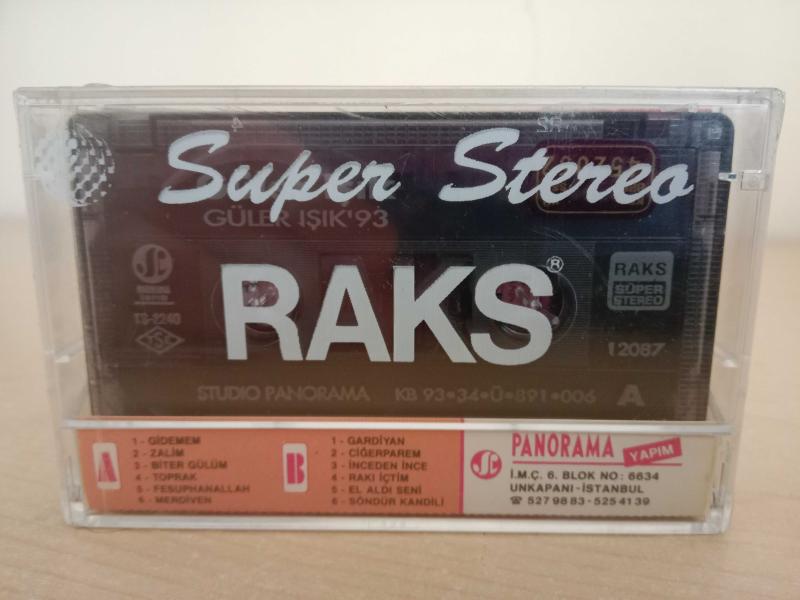 Super Stereo
GÜLER IŞIK'93
RAKS®
RAKS
SÜPER
STEREO
TS-2240
TSE
12087
STUDIO PANORAMA KB 93•34•Ü•891•006 A
A
1 - GİDEMEM
2 - ZALİM
3 - BİTER GÜLÜM
4 - TOPRAK
5 - FESUPHANALLAH
6 - MERDİVEN
B
1 - GARDİYAN
2 - CİĞERPAREM
3 - İNCEDEN İNCE
4 - RAKI İÇTİM
5 - EL ALDI SENİ
6 - SÖNDÜR KANDİLİ
PANORAMA
YAPIM
İ.M.Ç. 6. BLOK NO: 6634
UNKAPANI - İSTANBUL
☎ 527 98 83 - 525 41 39